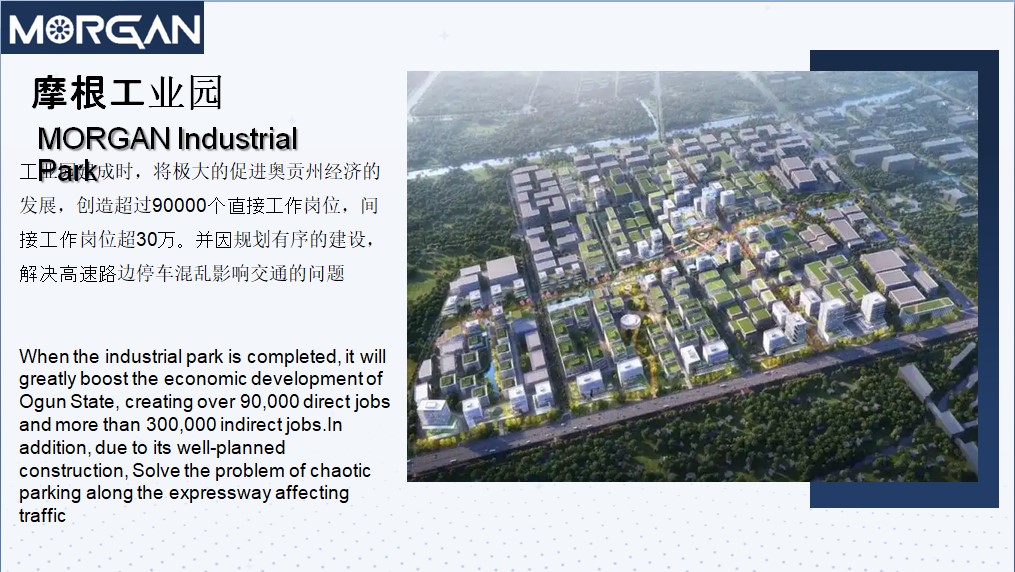 MORGAN
摩根工业园
MORGAN Industrial
Park
工业园建成时，将极大的促进奥贡州经济的
发展，创造超过90000个直接工作岗位，间
接工作岗位超30万。并因规划有序的建设，
解决高速路边停车混乱影响交通的问题
When the industrial park is completed, it will
greatly boost the economic development of
Ogun State, creating over 90,000 direct jobs
and more than 300,000 indirect jobs.In
addition, due to its well-planned
construction, Solve the problem of chaotic
parking along the expressway affecting
traffic